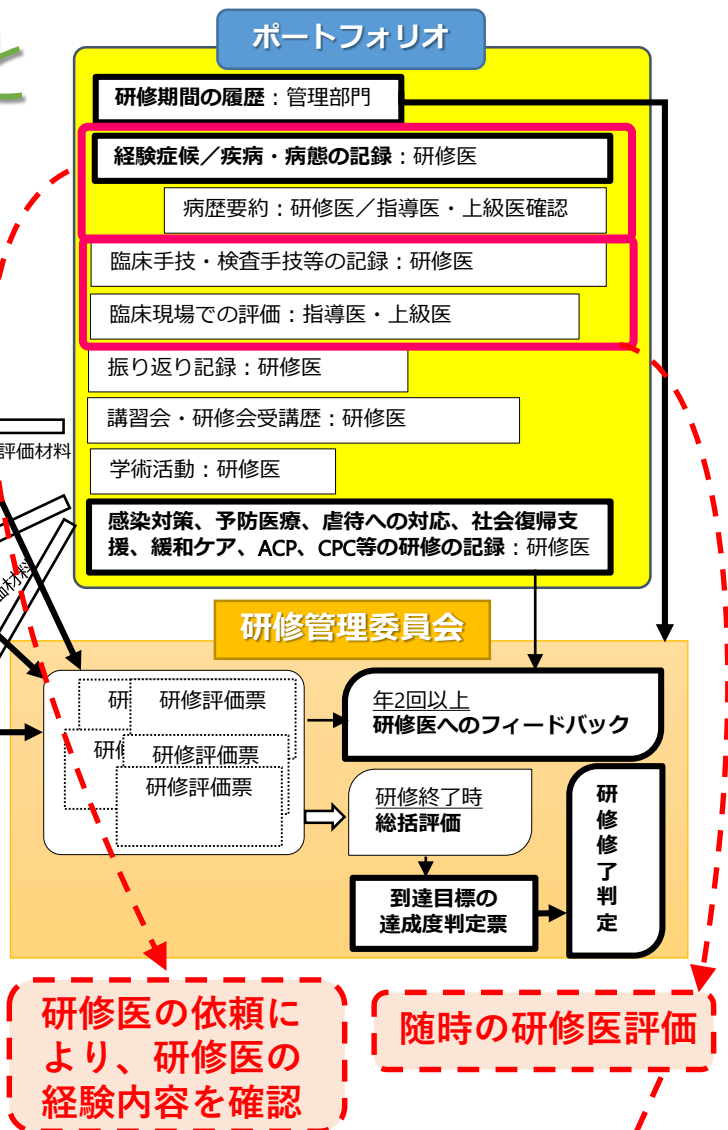 と
ポートフォリオ
研修期間の履歴：管理部門
経験症候／疾病・病態の記録：研修医
病歴要約：研修医／指導医・上級医確認
臨床手技・検査手技等の記録：研修医
臨床現場での評価：指導医・上級医
振り返り記録：研修医
講習会・研修会受講歴：研修医
評価材料
学術活動：研修医
感染対策、予防医療、虐待への対応、社会復帰支
援、緩和ケア、ACP、CPC等の研修の記録：研修医
研修管理委員会
研
研修評価票
研修評価票
研修評価票
年2回以上
研修医へのフィードバック
研修終了時
総括評価
到達目標の
達成度判定票
研修修了判定
研修医の依頼に
より、研修医の
経験内容を確認
随時の研修医評価